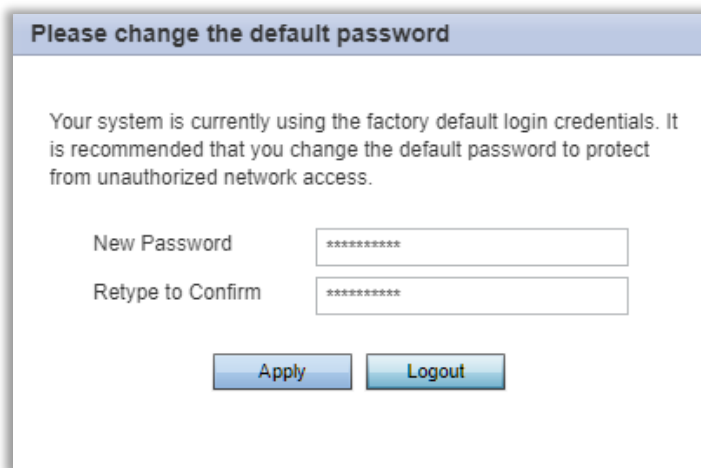 Please change the default password
Your system is currently using the factory default login credentials. It
is recommended that you change the default password to protect
from unauthorized network access.
New Password **********
Retype to Confirm **********
Apply Logout